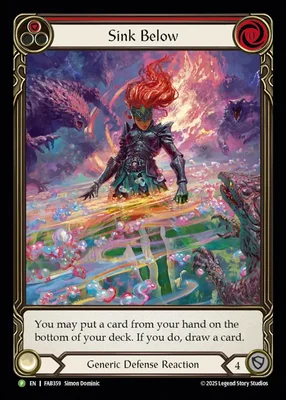 Sink Below
You may put a card from your hand on the
bottom of your deck. If you do, draw a card.
Generic Defense Reaction
4
P EN | FAB359 Simon Dominic
©2025 Legend Story Studios